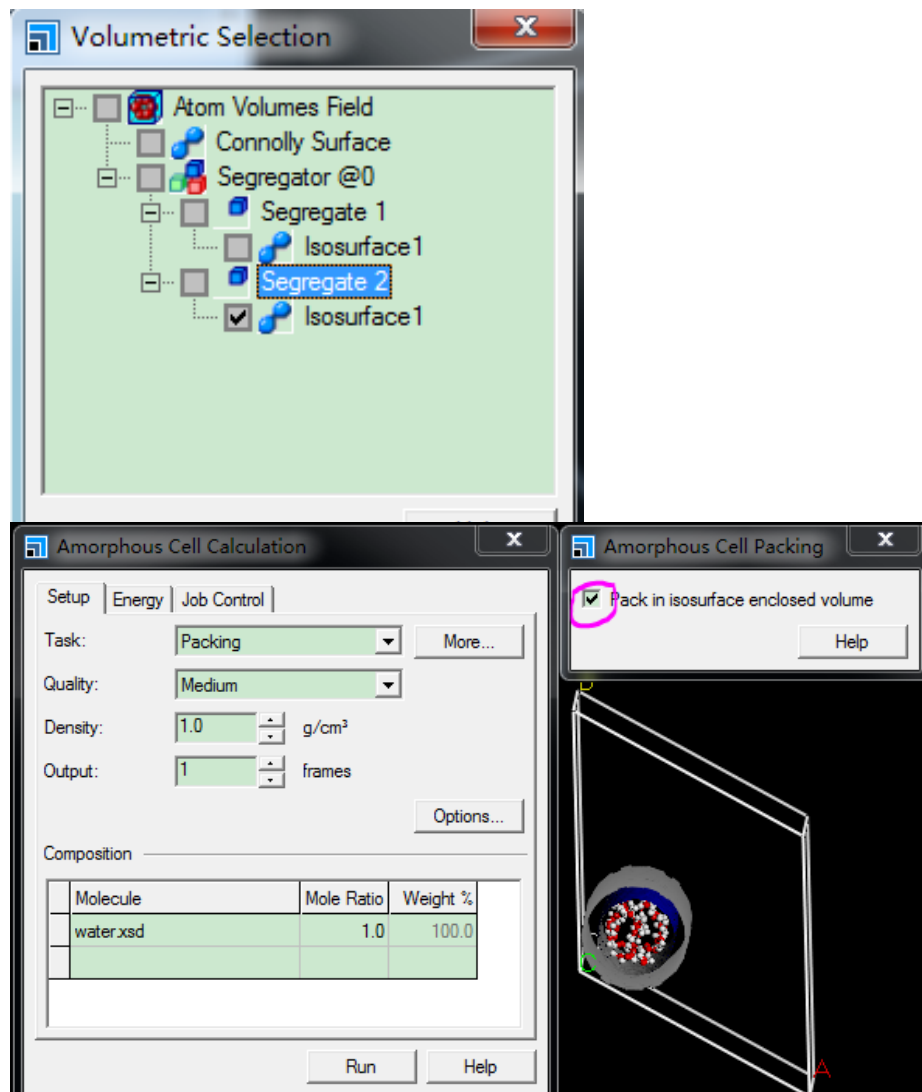 Volumetric Selection
Atom Volumes Field
Connolly Surface
Segregator @0
Segregate 1
Isosurface1
Segregate 2
Isosurface1
Amorphous Cell Calculation
Setup Energy Job Control
Task: Packing More...
Quality: Medium
Density: 1.0 g/cm³
Output: 1 frames
Options...
Composition
Molecule Mole Ratio Weight %
water.xsd 1.0 100.0
Run Help
Amorphous Cell Packing
Pack in isosurface enclosed volume
Help
C
A